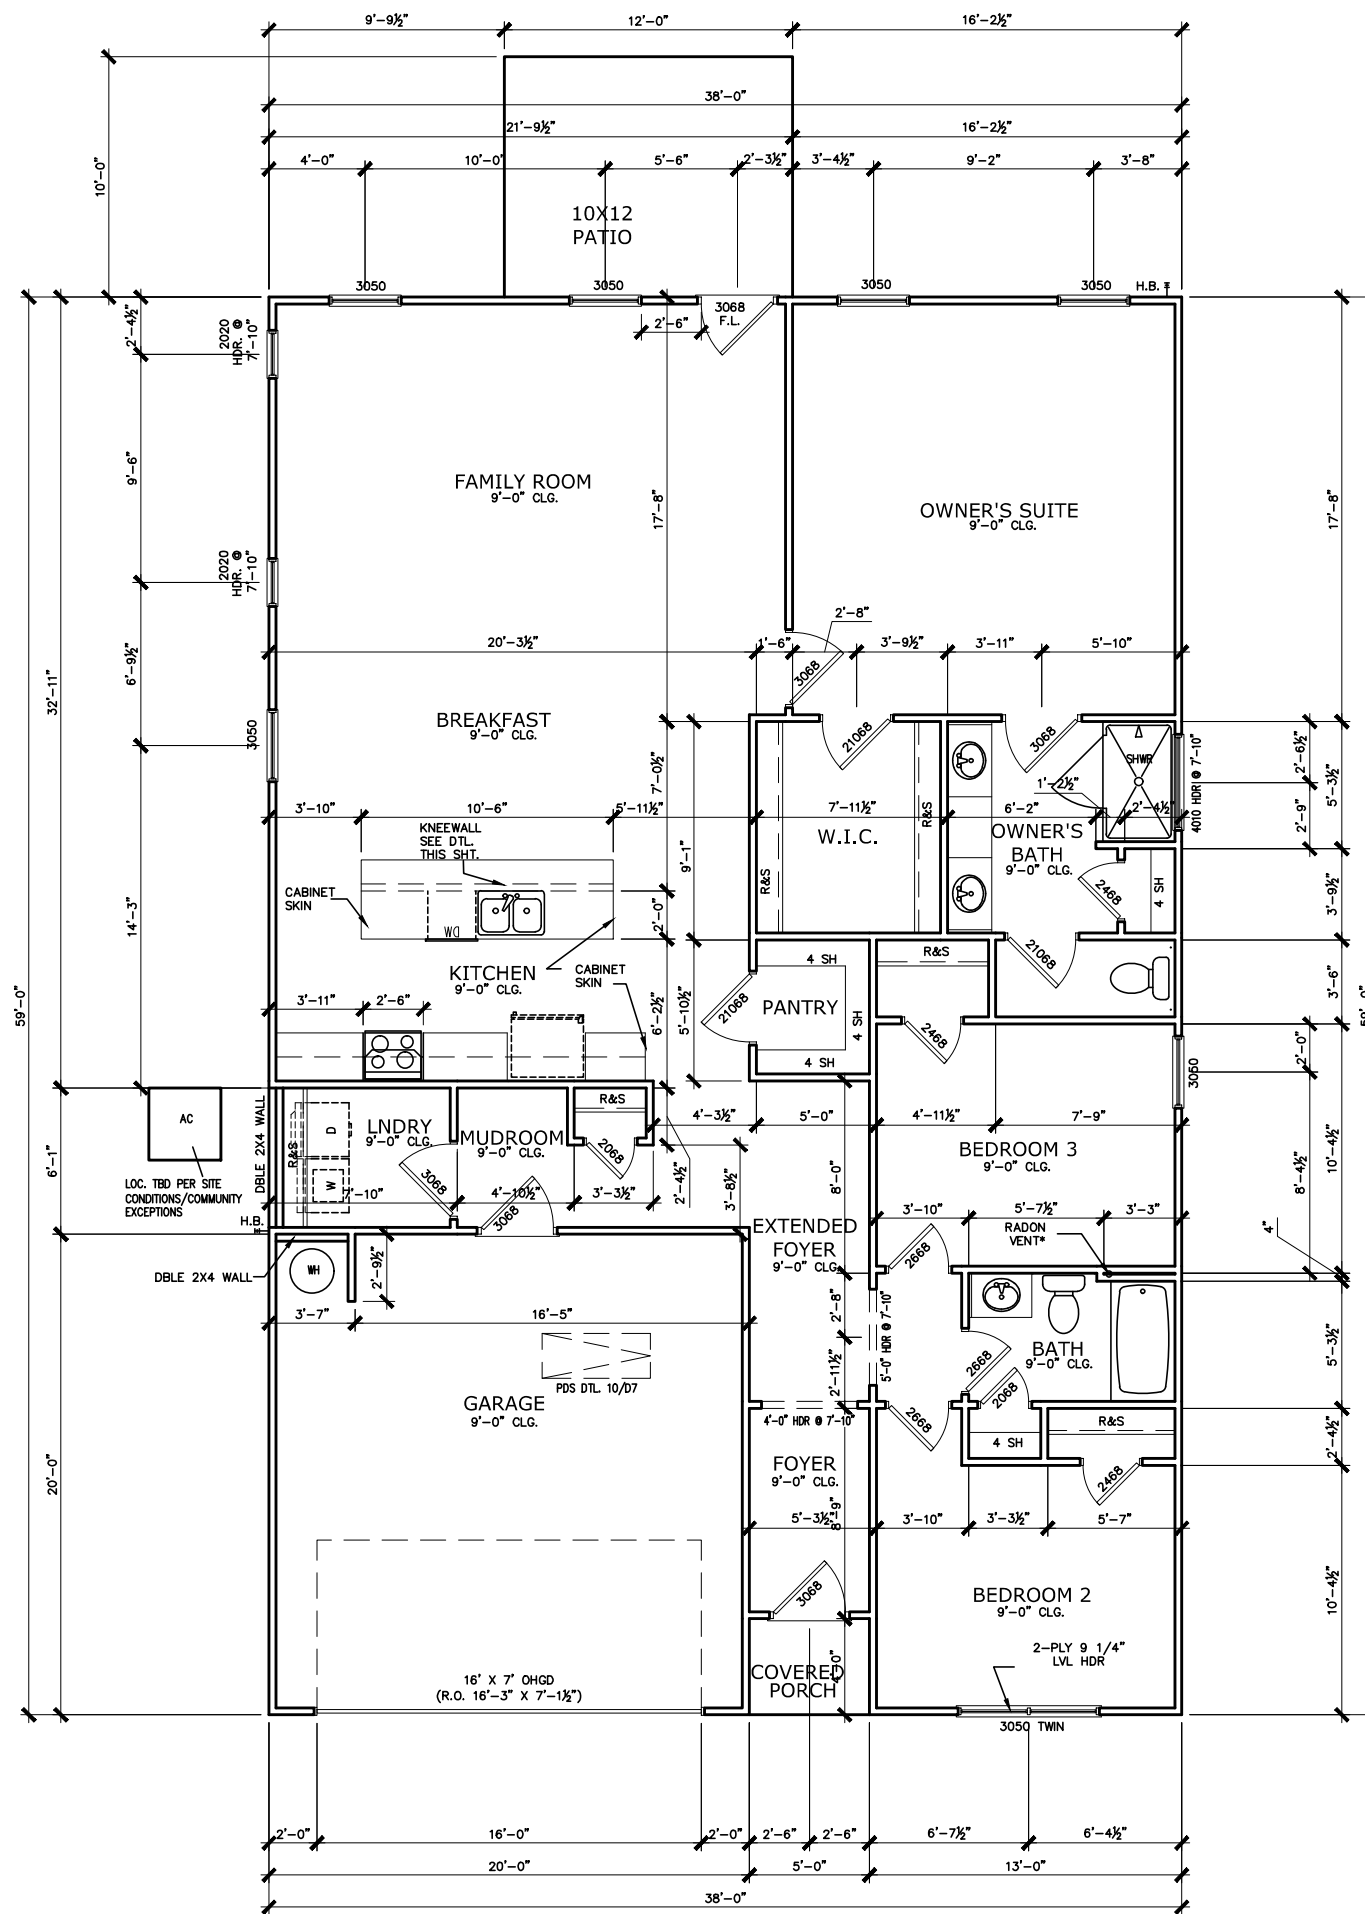 9'-9½"
12'-0"
16'-2½"
38'-0"
21'-9½"
16'-2½"
4'-0"
10'-0"
5'-6"
2'-3½"
3'-4½"
9'-2"
3'-8"
10'-0"
10X12
PATIO
3050
3050
3068
F.L.
3050
3050
H.B.
2'-4½"
2020
HDR. @
7'-10"
2'-6"
9'-6"
FAMILY ROOM
9'-0" CLG.
17'-8"
OWNER'S SUITE
9'-0" CLG.
17'-8"
2020
HDR. @
7'-10"
2'-8"
20'-3½"
1'-6"
3'-9½"
3'-11"
5'-10"
3068
6'-9½"
32'-11"
3050
BREAKFAST
9'-0" CLG.
7'-0½"
21068
3068
SHWR
4010 HDR @ 7'-10"
2'-6½"
5'-3½"
2'-9"
1'-2½"
3'-10"
10'-6"
5'-11½"
7'-11½"
6'-2"
2'-4½"
KNEEWALL
SEE DTL.
THIS SHT.
R&S
W.I.C.
OWNER'S
BATH
9'-0" CLG.
9'-1"
CABINET
SKIN
R&S
2468
4 SH
3'-9½"
14'-3"
DW
2'-0"
KITCHEN
9'-0" CLG.
CABINET
SKIN
4 SH
R&S
21068
21068
PANTRY
3'-6"
59'-0"
59'-0"
3'-11"
2'-6"
6'-2½"
5'-10½"
4 SH
4 SH
2468
2'-0"
3050
AC
DBLE 2X4 WALL
R&S
D
W
LNDRY
9'-0" CLG.
MUDROOM
9'-0" CLG.
R&S
2068
4'-3½"
5'-0"
4'-11½"
7'-9"
BEDROOM 3
9'-0" CLG.
10'-4½"
8'-4½"
6'-1"
LOC. TBD PER SITE
CONDITIONS/COMMUNITY
EXCEPTIONS
3068
7'-10"
4'-10½"
3'-3½"
2'-4½"
3'-8½"
8'-0"
3068
H.B.
3'-10"
5'-7½"
3'-3"
RADON
VENT*
4"
EXTENDED
FOYER
9'-0" CLG.
2668
DBLE 2X4 WALL
WH
2'-9½"
3'-7"
16'-5"
2'-8"
5'-0" HDR @ 7'-10"
BATH
9'-0" CLG.
2668
2068
5'-3½"
PDS DTL. 10/D7
2'-11½"
GARAGE
9'-0" CLG.
4'-0" HDR @ 7'-10"
2668
4 SH
R&S
2468
2'-4½"
FOYER
9'-0" CLG.
20'-0"
8'-9"
5'-3½"
3'-10"
3'-3½"
5'-7"
3068
BEDROOM 2
9'-0" CLG.
10'-4½"
2-PLY 9 1/4"
LVL HDR
16' X 7' OHGD
(R.O. 16'-3" X 7'-1½")
COVERED
PORCH
4'-0"
3050 TWIN
2'-0"
16'-0"
2'-0"
2'-6"
2'-6"
6'-7½"
6'-4½"
20'-0"
5'-0"
13'-0"
38'-0"